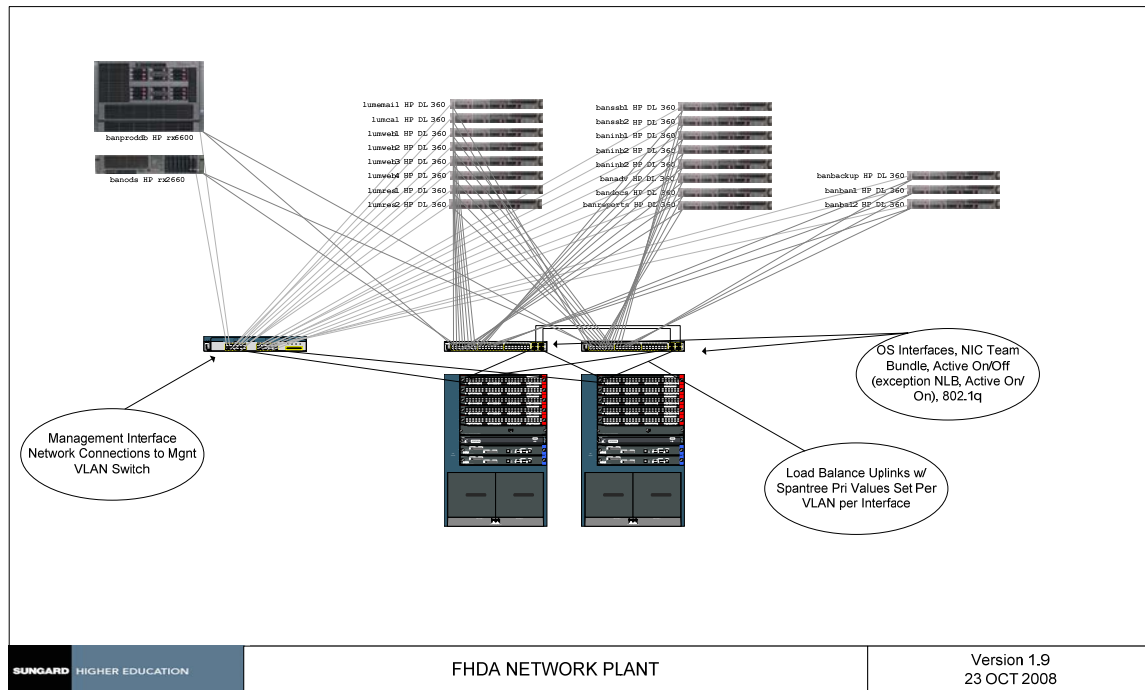 banproddb HP rx6600
banods HP rx2660
lumemail HP DL 360
lumcal HP DL 360
lumweb1 HP DL 360
lumweb2 HP DL 360
lumweb3 HP DL 360
lumweb4 HP DL 360
lumres1 HP DL 360
lumres2 HP DL 360
banssb1 HP DL 360
banssb2 HP DL 360
baninb1 HP DL 360
baninb2 HP DL 360
baninb2 HP DL 360
banadv HP DL 360
bandocs HP DL 360
banreports HP DL 360
banbackup HP DL 360
banban1 HP DL 360
banbal2 HP DL 360
OS Interfaces, NIC Team
Bundle, Active On/Off
(exception NLB, Active On/
On), 802.1q
Management Interface
Network Connections to Mgnt
VLAN Switch
Load Balance Uplinks w/
Spantree Pri Values Set Per
VLAN per Interface
SUNGARD HIGHER EDUCATION
FHDA NETWORK PLANT
Version 1.9
23 OCT 2008